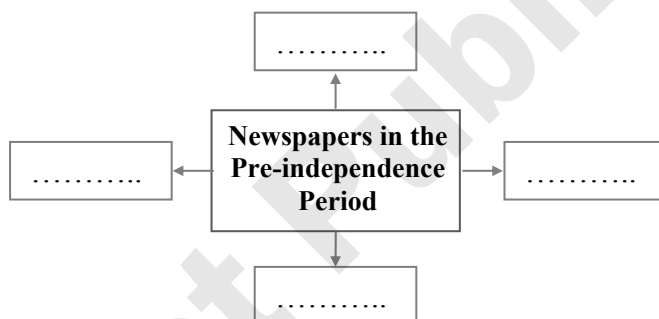 ………..
Newspapers in the
Pre-independence
Period
………..
………..
………..